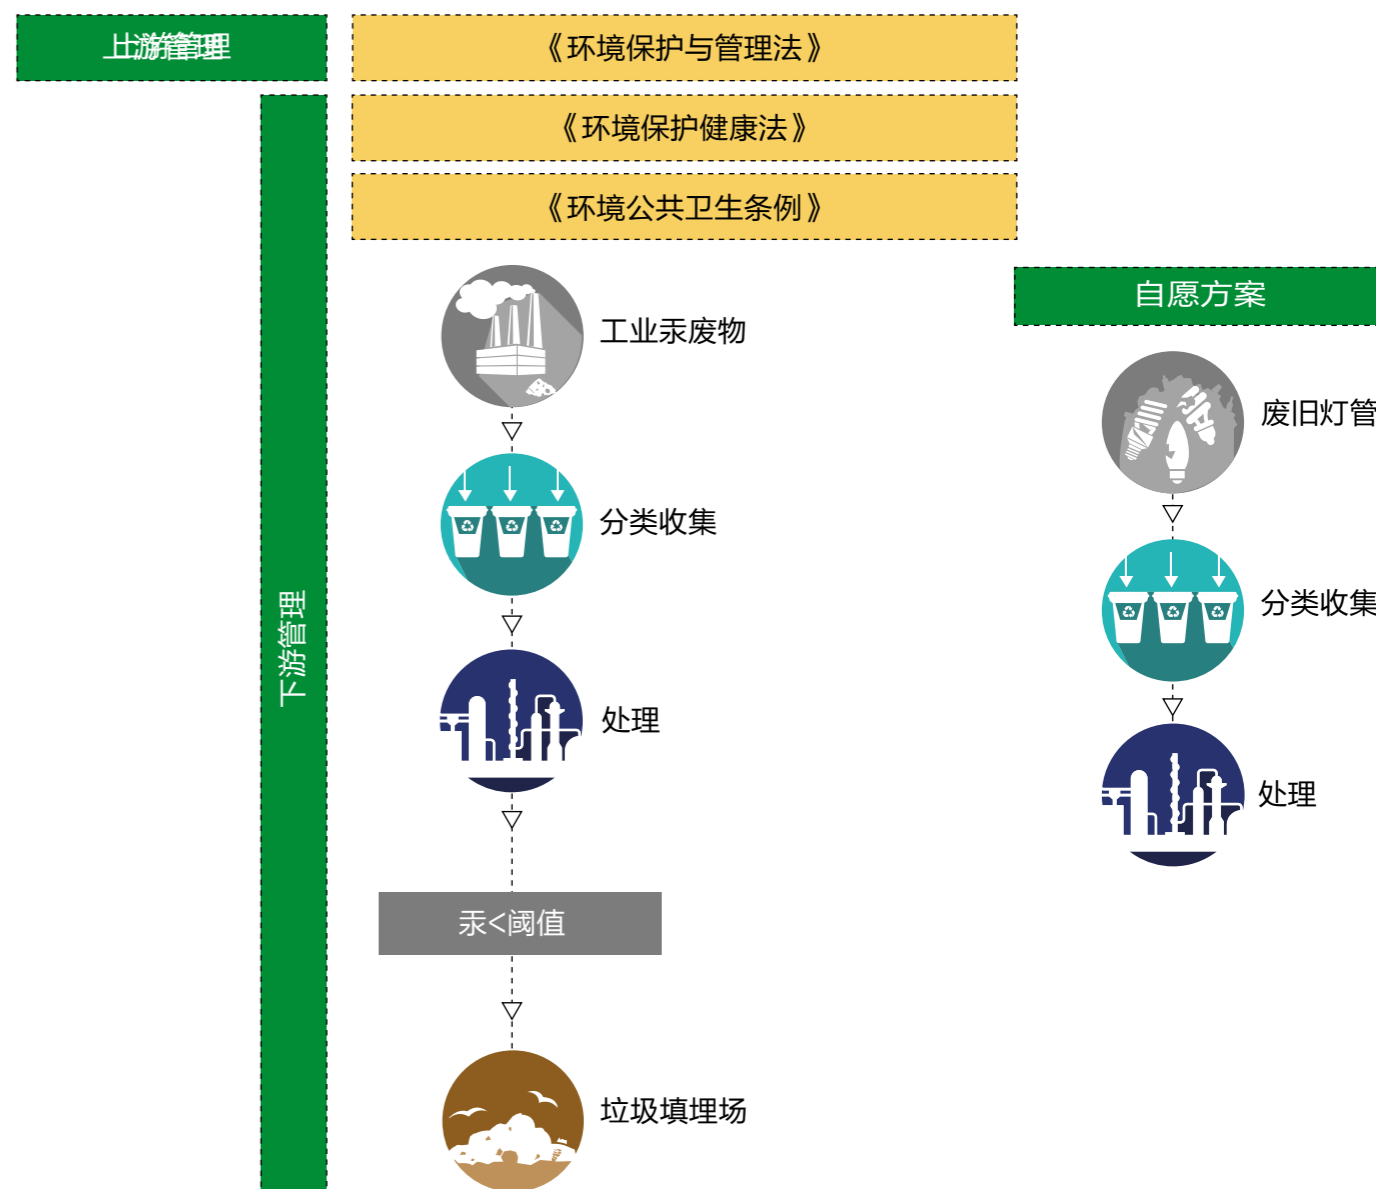 上游管理
《环境保护与管理法》
《环境保护健康法》
《环境公共卫生条例》
下游管理
工业汞废物
分类收集
处理
汞<阈值
垃圾填埋场
自愿方案
废旧灯管
分类收集
处理